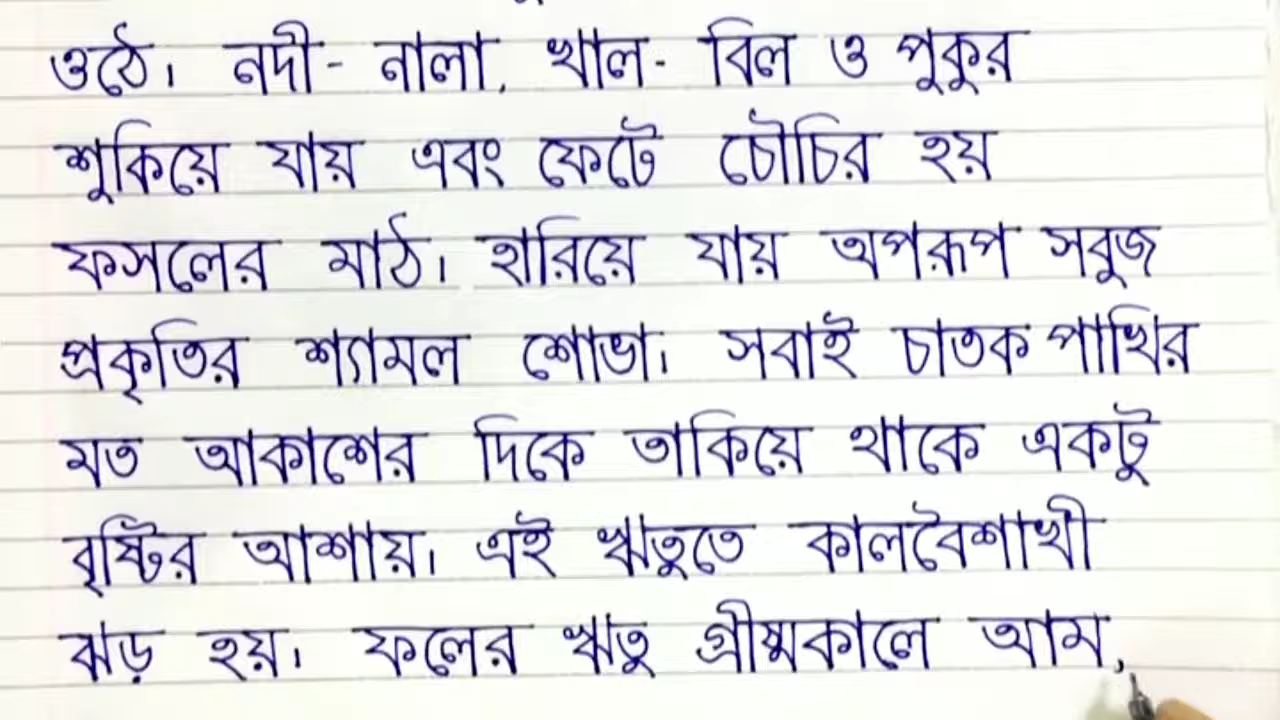 ওঠে। নদী- নালা, খাল- বিল ও পুকুর
শুকিয়ে যায় এবং ফেটে চৌচির হয়
ফসলের মাঠ। হারিয়ে যায় অপরূপ সবুজ
প্রকৃতির শ্যামল শোভা। সবাই চাতক পাখির
মত আকাশের দিকে তাকিয়ে থাকে একটু
বৃষ্টির আশায়। এই ঋতুতে কালবৈশাখী
ঝড় হয়। ফলের ঋতু গ্রীষ্মকালে আম,